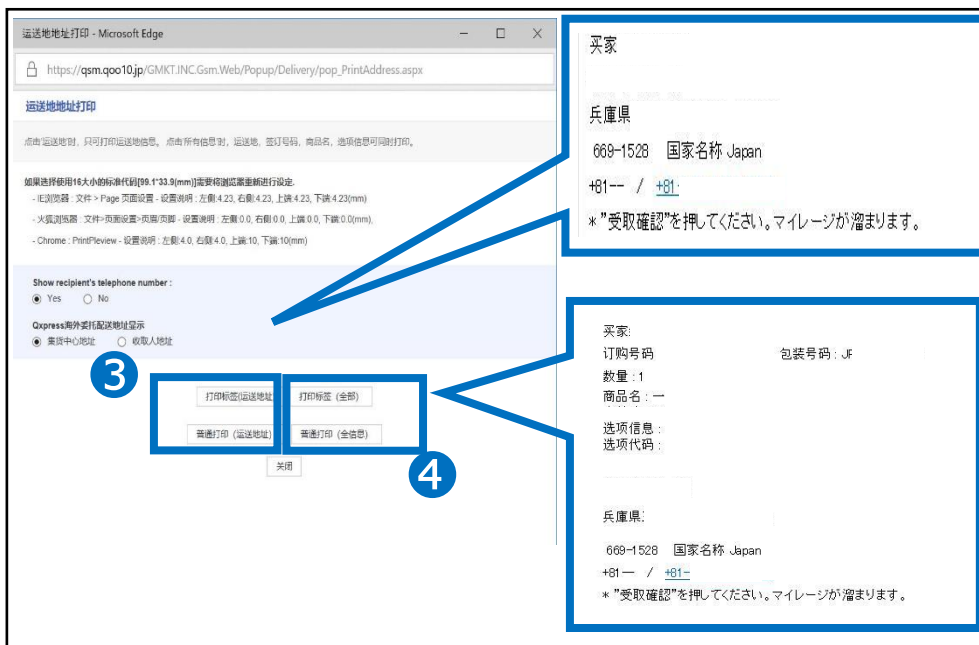 运送地地址打印 - Microsoft Edge
https://qsm.qoo10.jp/GMKT.INC.Gsm.Web/Popup/Delivery/pop_PrintAddress.aspx
运送地地址打印
点击'运送地'时，只可打印运送地信息。点击'所有信息'时，运送地，签订号码，商品名，选项信息可同时打印。
如果选择使用16大小的标准代码[99.1*33.9(mm)]需要将浏览器重新进行设定.
- IE浏览器 : 文件 > Page 页面设置 - 设置说明 : 左侧:4.23, 右侧:4.23, 上端:4.23, 下端:4.23(mm)
- 火狐浏览器 : 文件>页面设置>页眉/页脚 - 设置说明 : 左侧:0.0, 右侧:0.0, 上端:0.0, 下端:0.0(mm),
- Chrome : PrintPleview - 设置说明 : 左侧:4.0, 右侧:4.0, 上端:10, 下端:10(mm)
Show recipient's telephone number :
Yes No
Qxpress海外委托配送地址显示
集货中心地址 收取人地址
3
打印标签(运送地址 打印标签 (全部)
普通打印 (运送地址) 普通打印 (全信息)
关闭
4
买家
兵庫県
669-1528 国家名称 Japan
+81-- / +81-
* "受取確認"を押してください。マイレージが溜まります。
买家:
订购号码 包装号码 : JF
数量 : 1
商品名 : 一
选项信息 :
选项代码 :
兵庫県:
669-1528 国家名称 Japan
+81-- / +81-
* "受取確認"を押してください。マイレージが溜まります。